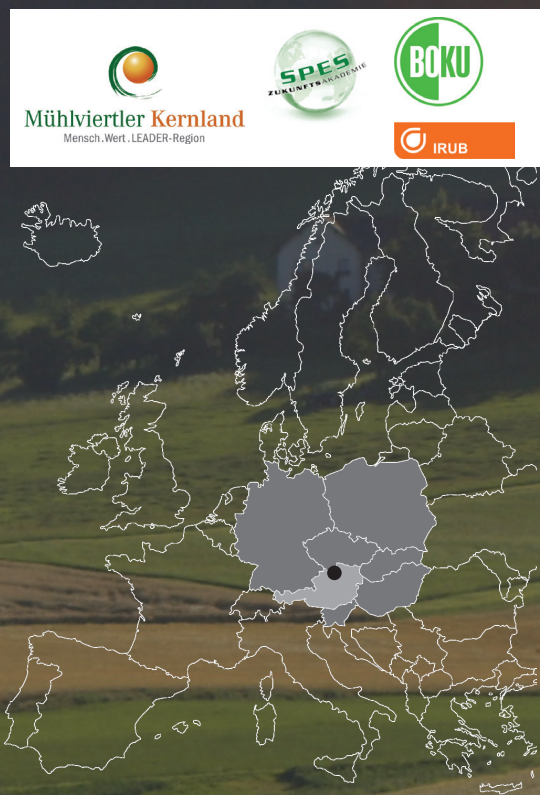 Mühlviertler Kernland
Mensch.Wert.LEADER-Region
SPES
ZUKUNFTSAKADEMIE
BOKU
IRUB